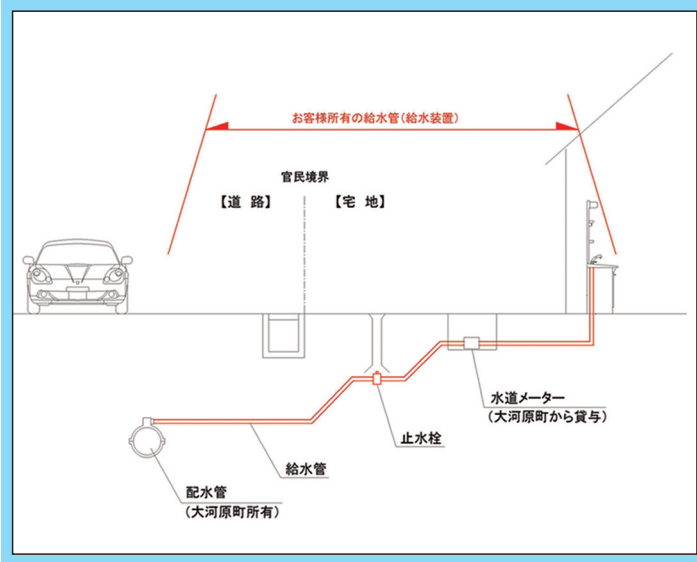 お客様所有の給水管(給水装置)
官民境界
【道 路】 【宅 地】
水道メーター
(大河原町から貸与)
止水栓
給水管
配水管
(大河原町所有)